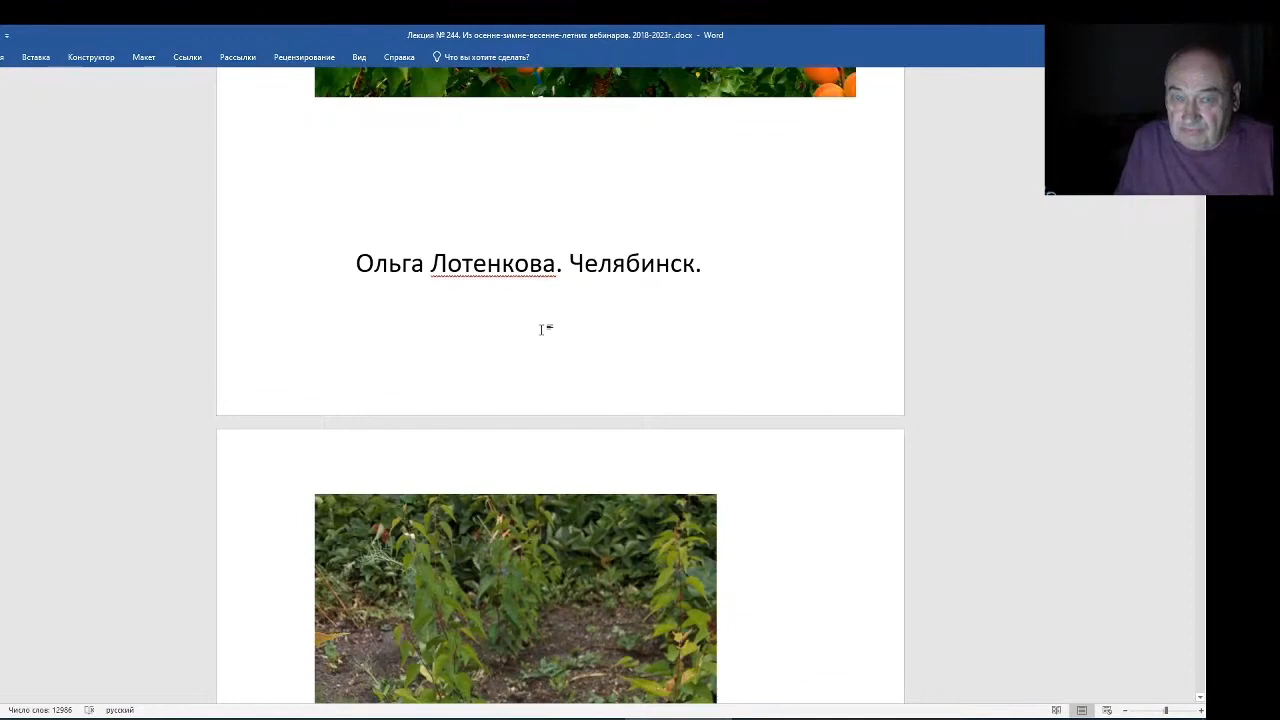 Лекция № 244. Из осенне-зимне-весенне-летних вебинаров. 2018-2023г..docx - Word
Вставка Конструктор Макет Ссылки Рассылки Рецензирование Вид Справка Что вы хотите сделать?
Ольга Лотенкова. Челябинск.
Число слов: 12986 русский